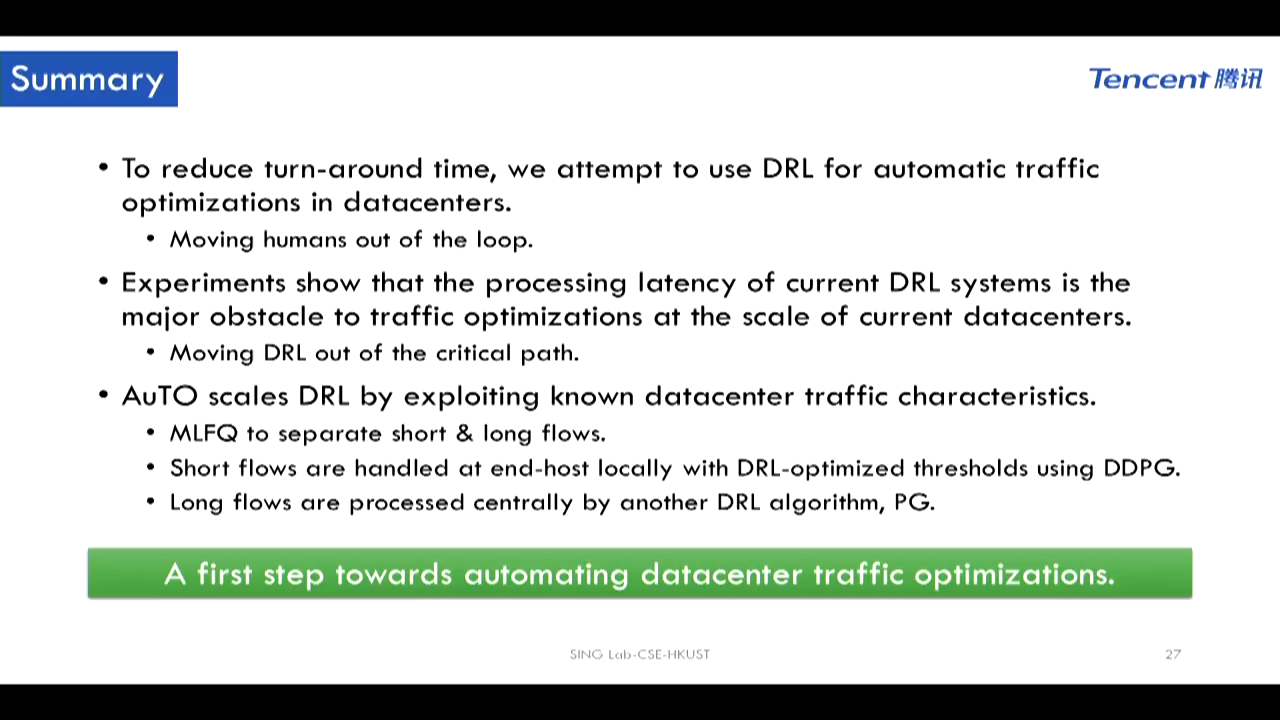 Summary
Tencent 腾讯
• To reduce turn-around time, we attempt to use DRL for automatic traffic
optimizations in datacenters.
• Moving humans out of the loop.
• Experiments show that the processing latency of current DRL systems is the
major obstacle to traffic optimizations at the scale of current datacenters.
• Moving DRL out of the critical path.
• AuTO scales DRL by exploiting known datacenter traffic characteristics.
• MLFQ to separate short & long flows.
• Short flows are handled at end-host locally with DRL-optimized thresholds using DDPG.
• Long flows are processed centrally by another DRL algorithm, PG.
A first step towards automating datacenter traffic optimizations.
SING Lab-CSE-HKUST
27